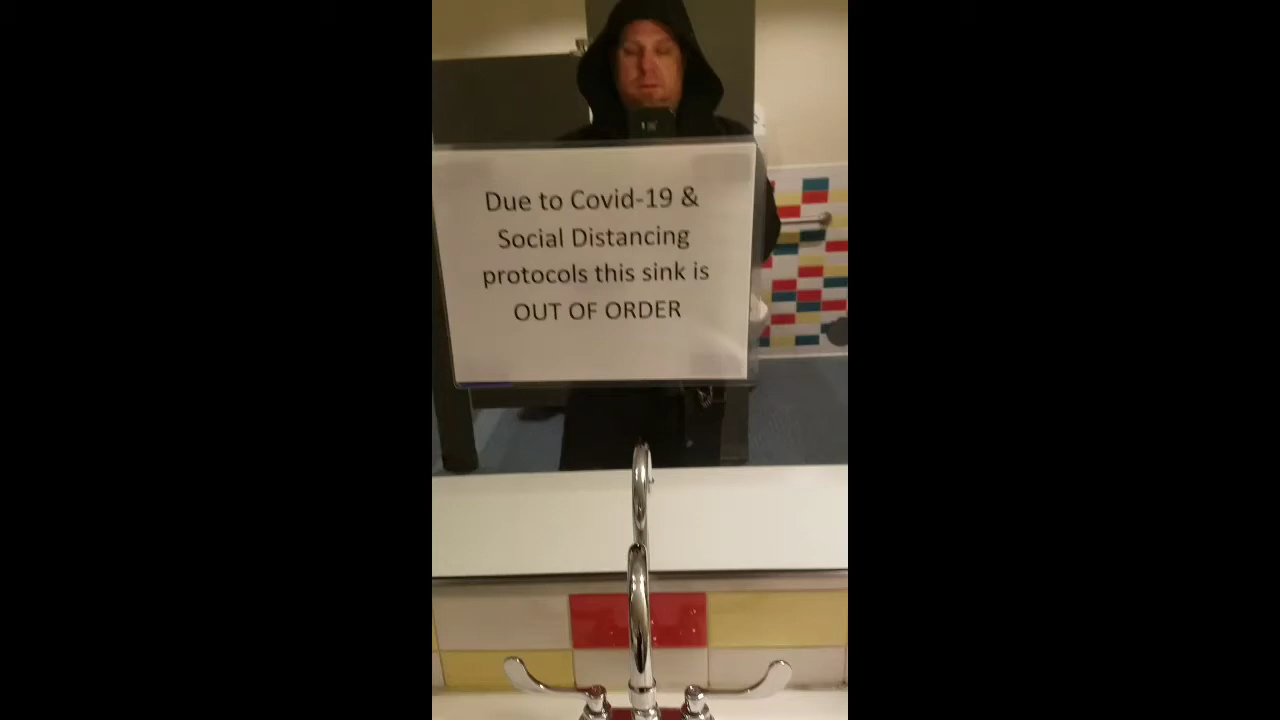 Due to Covid-19 &
Social Distancing
protocols this sink is
OUT OF ORDER